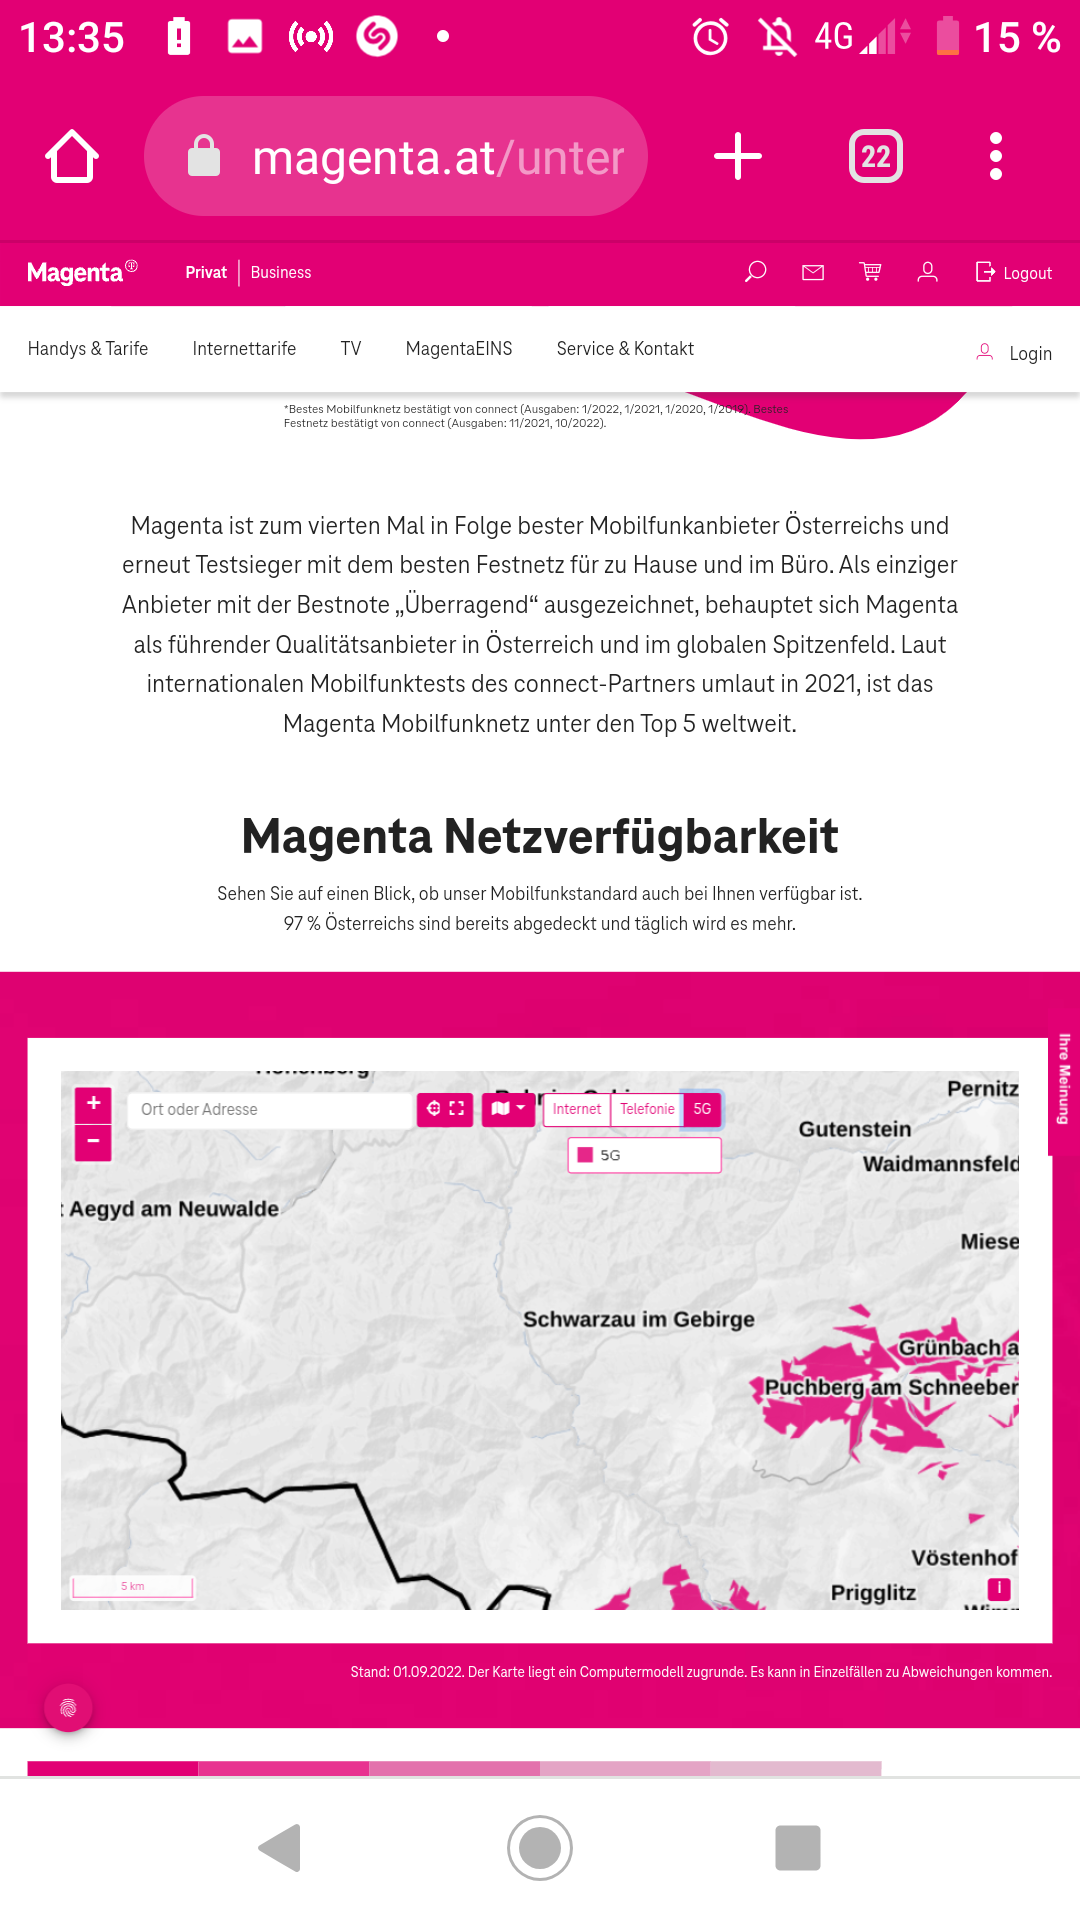 13:35 4G 15 %
magenta.at/unter 22
Magenta Privat Business Logout
Handys & Tarife Internettarife TV MagentaEINS Service & Kontakt Login
*Bestes Mobilfunknetz bestätigt von connect (Ausgaben: 1/2022, 1/2021, 1/2020, 1/2019). Bestes
Festnetz bestätigt von connect (Ausgaben: 11/2021, 10/2022).
Magenta ist zum vierten Mal in Folge bester Mobilfunkanbieter Österreichs und
erneut Testsieger mit dem besten Festnetz für zu Hause und im Büro. Als einziger
Anbieter mit der Bestnote „Überragend“ ausgezeichnet, behauptet sich Magenta
als führender Qualitätsanbieter in Österreich und im globalen Spitzenfeld. Laut
internationalen Mobilfunktests des connect-Partners umlaut in 2021, ist das
Magenta Mobilfunknetz unter den Top 5 weltweit.
Magenta Netzverfügbarkeit
Sehen Sie auf einen Blick, ob unser Mobilfunkstandard auch bei Ihnen verfügbar ist.
97 % Österreichs sind bereits abgedeckt und täglich wird es mehr.
Ihre Meinung
Pernitz
+
−
Ort oder Adresse
Internet Telefonie 5G
5G
Gutenstein
Waidmannsfeld
t Aegyd am Neuwalde
Miese
Schwarzau im Gebirge
Grünbach a
Puchberg am Schneeber
Vöstenhof
Prigglitz
5 km
i
Stand: 01.09.2022. Der Karte liegt ein Computermodell zugrunde. Es kann in Einzelfällen zu Abweichungen kommen.